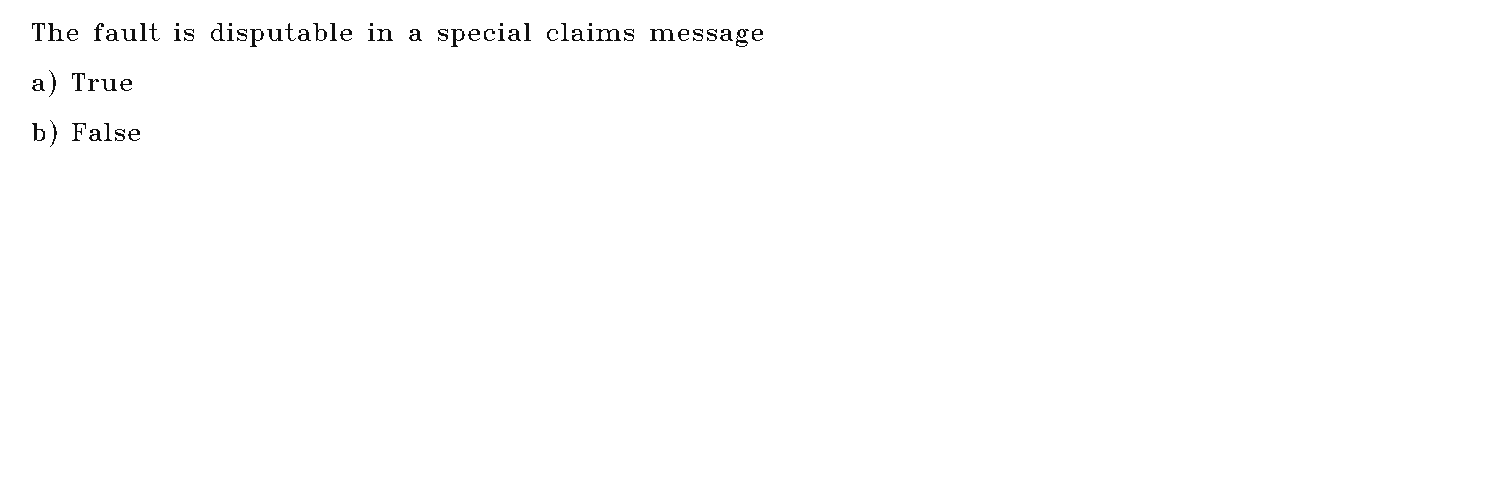 The fault is disputable in a special claims message
a) True
b) False